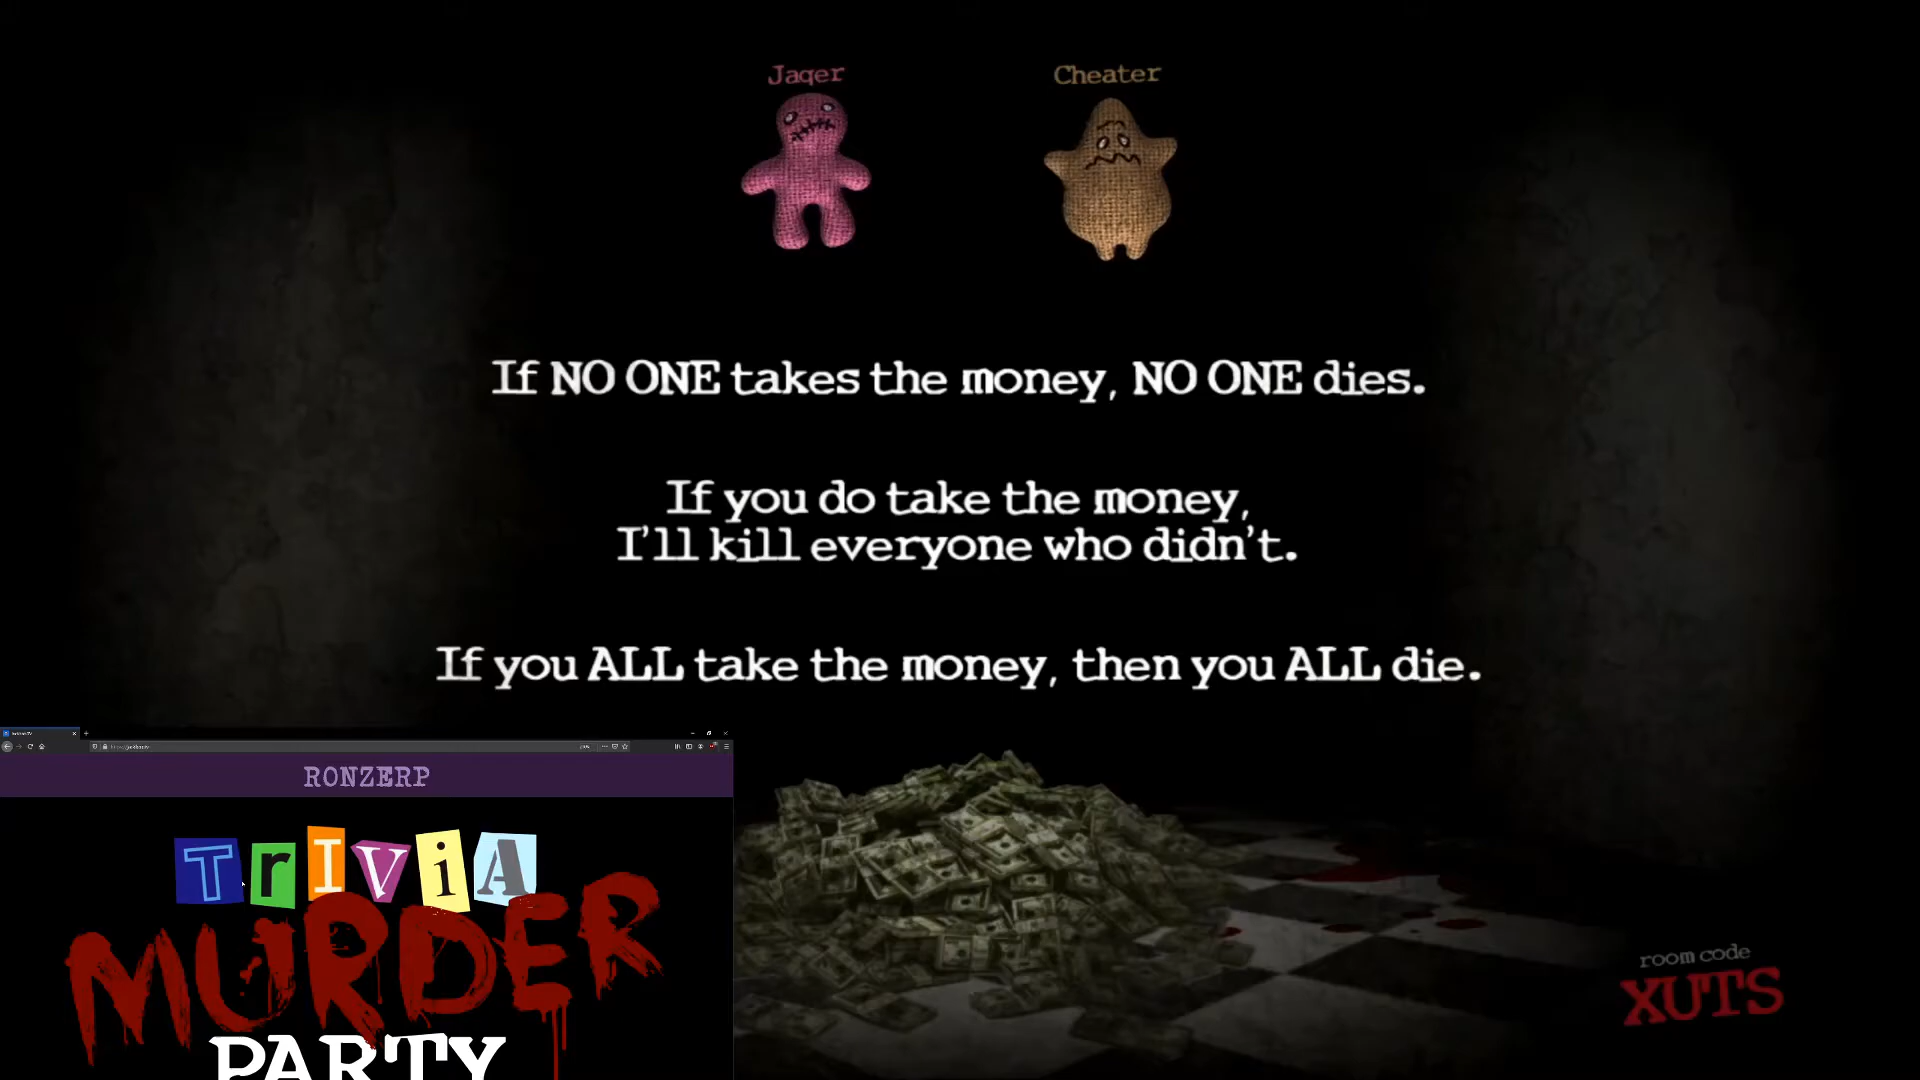 Jaqer
Cheater
If NO ONE takes the money, NO ONE dies.
If you do take the money,
I'll kill everyone who didn't.
If you ALL take the money, then you ALL die.
RONZERP
TrIViA
MURDER
PARTY
room code
XUTS